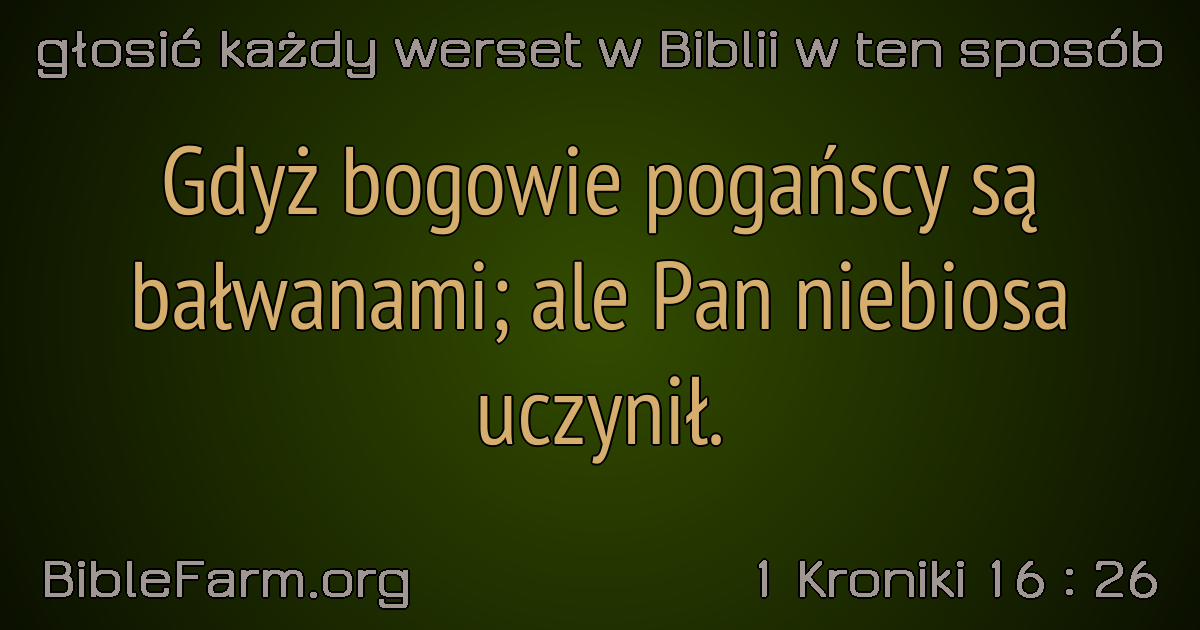 głosić każdy werset w Biblii w ten sposób
Gdyż bogowie pogańscy są
bałwanami; ale Pan niebiosa
uczynił.
BibleFarm.org
1 Kroniki 16 : 26